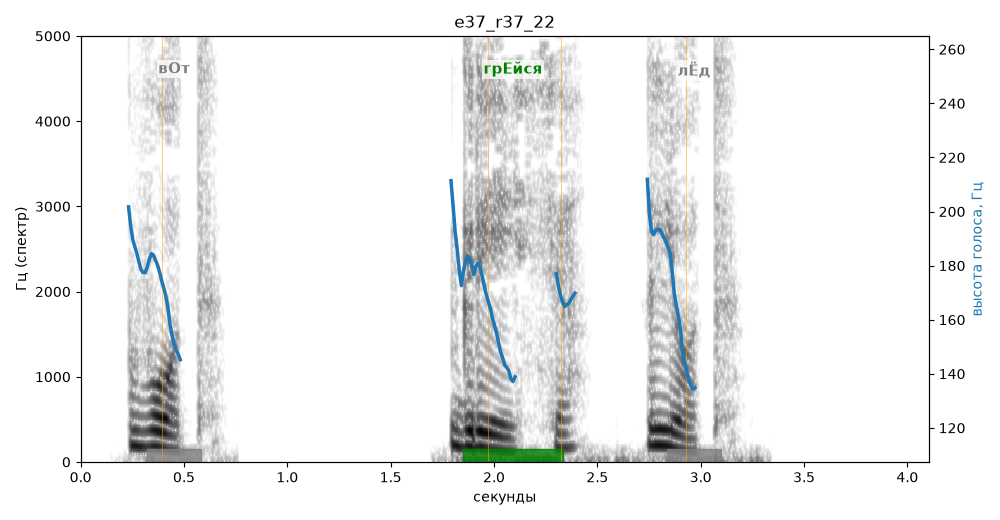 e37_r37_22
5000
4000
3000
2000
1000
0
Гц (спектр)
вОт
грЕйся
лЁд
260
240
220
200
180
160
140
120
высота голоса, Гц
0.0 0.5 1.0 1.5 2.0 2.5 3.0 3.5 4.0
секунды